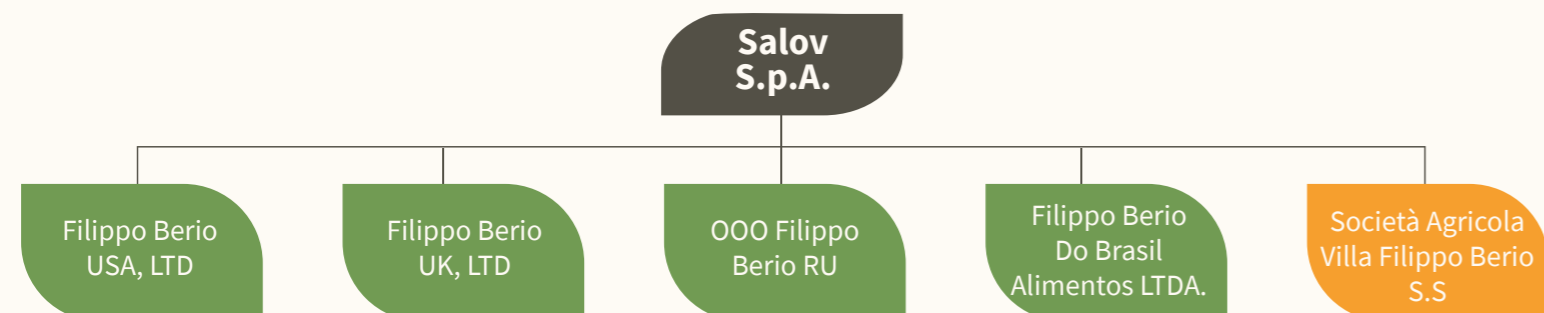 Salov
S.p.A.
Filippo Berio
USA, LTD
Filippo Berio
UK, LTD
OOO Filippo
Berio RU
Filippo Berio
Do Brasil
Alimentos LTDA.
Società Agricola
Villa Filippo Berio
S.S